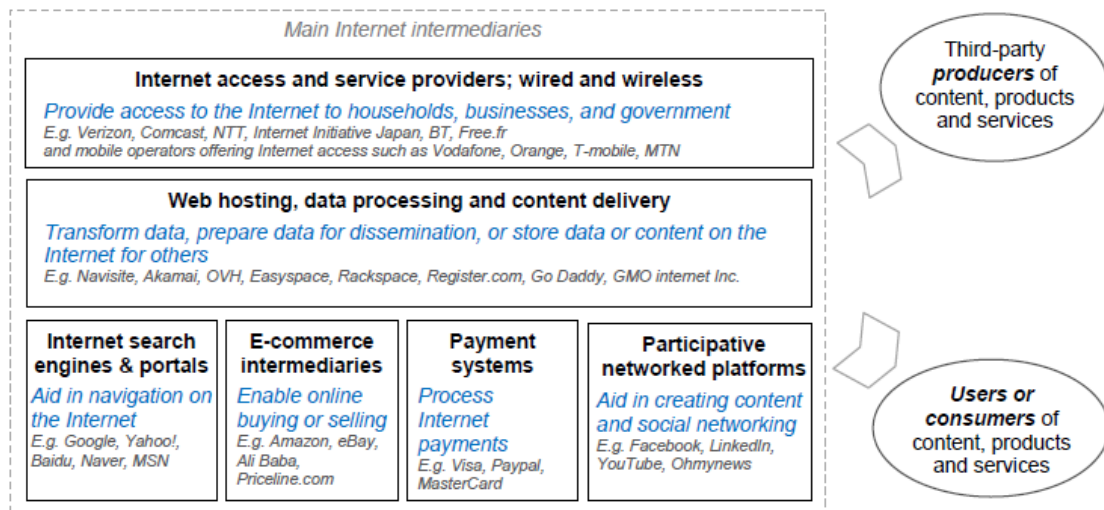 Main Internet intermediaries
Internet access and service providers; wired and wireless
Provide access to the Internet to households, businesses, and government
E.g. Verizon, Comcast, NTT, Internet Initiative Japan, BT, Free.fr
and mobile operators offering Internet access such as Vodafone, Orange, T-mobile, MTN
Web hosting, data processing and content delivery
Transform data, prepare data for dissemination, or store data or content on the
Internet for others
E.g. Navisite, Akamai, OVH, Easyspace, Rackspace, Register.com, Go Daddy, GMO internet Inc.
Internet search
engines & portals
Aid in navigation on
the Internet
E.g. Google, Yahoo!,
Baidu, Naver, MSN
E-commerce
intermediaries
Enable online
buying or selling
E.g. Amazon, eBay,
Ali Baba,
Priceline.com
Payment
systems
Process
Internet
payments
E.g. Visa, Paypal,
MasterCard
Participative
networked platforms
Aid in creating content
and social networking
E.g. Facebook, LinkedIn,
YouTube, Ohmynews
Third-party
producers of
content, products
and services
Users or
consumers of
content, products
and services